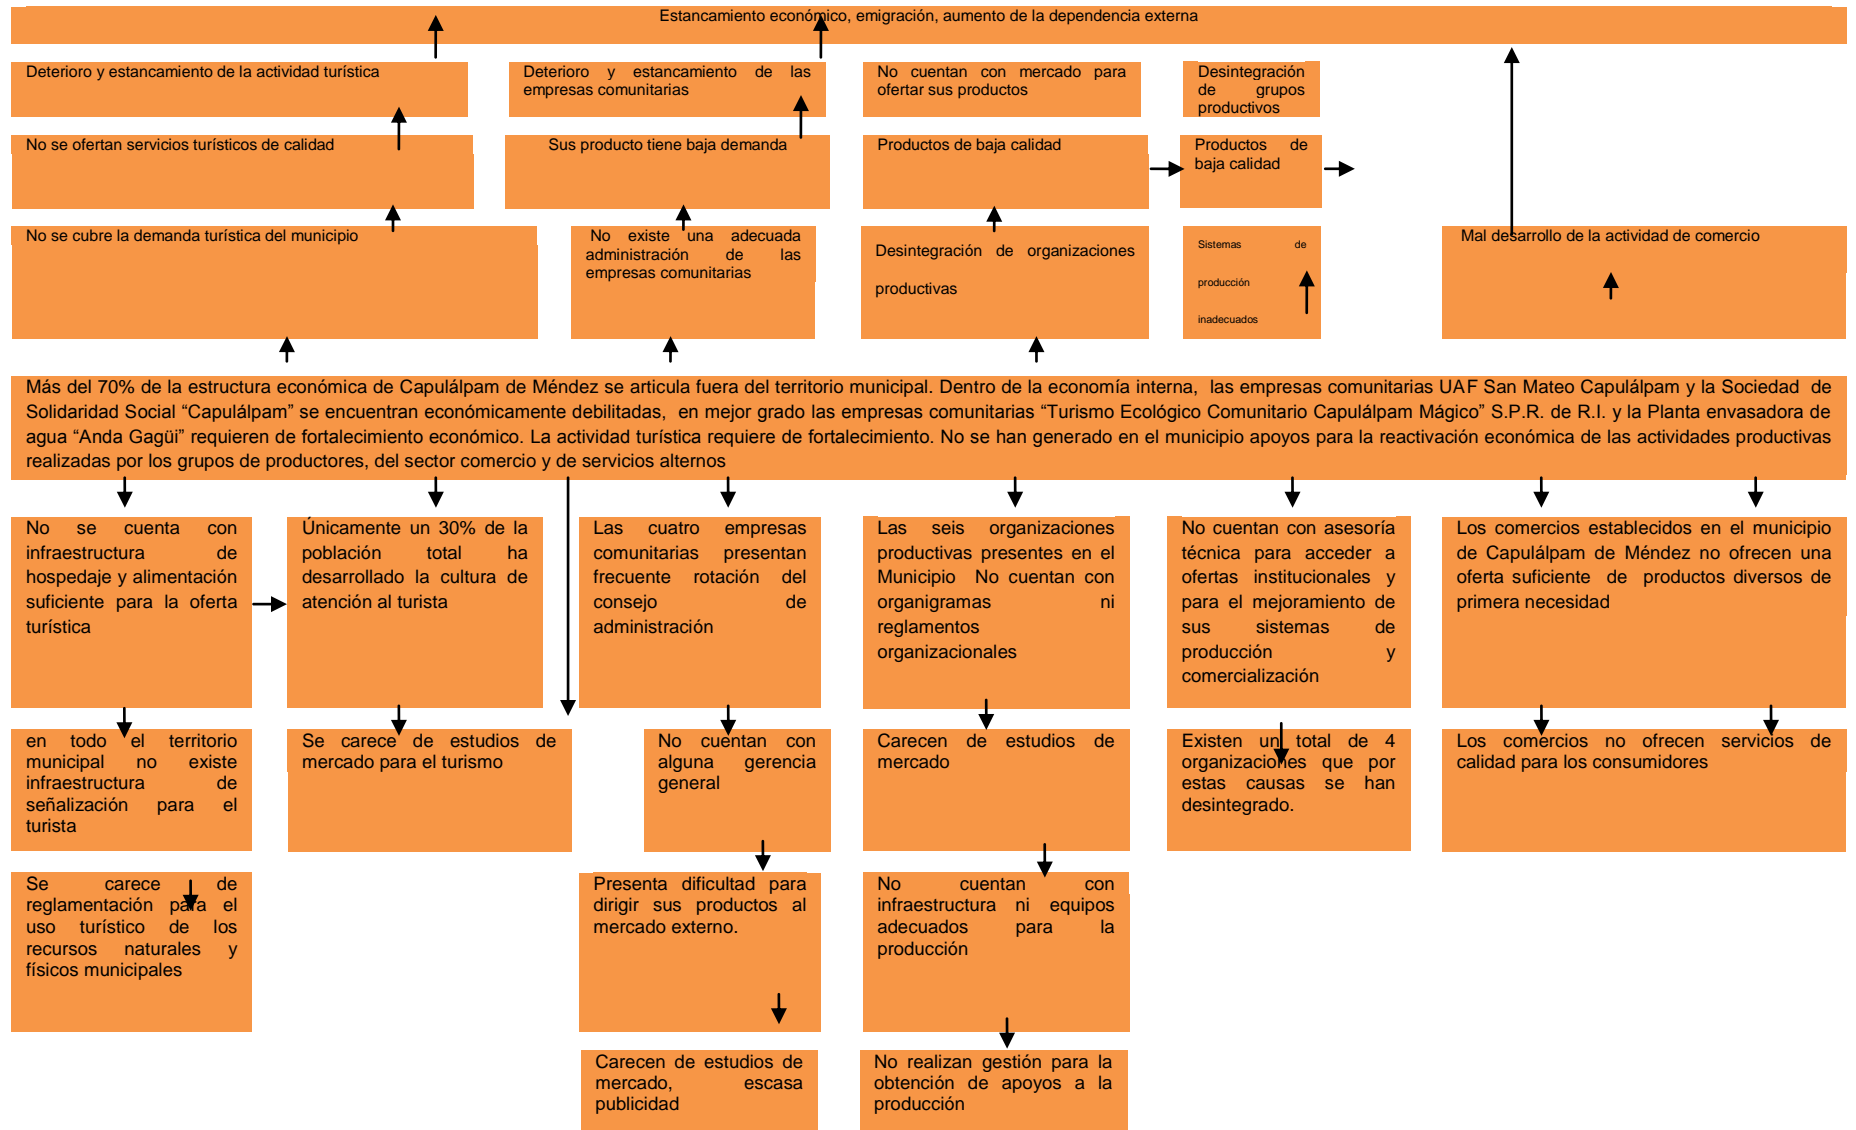 Estancamiento económico, emigración, aumento de la dependencia externa
Deterioro y estancamiento de la actividad turística
Deterioro y estancamiento de las
empresas comunitarias
No cuentan con mercado para
ofertar sus productos
Desintegración
de grupos
productivos
No se ofertan servicios turísticos de calidad
Sus producto tiene baja demanda
Productos de baja calidad
Productos de
baja calidad
No se cubre la demanda turística del municipio
No existe una adecuada
administración de las
empresas comunitarias
Desintegración de organizaciones
productivas
Sistemas de
producción
inadecuados
Mal desarrollo de la actividad de comercio
Más del 70% de la estructura económica de Capulálpam de Méndez se articula fuera del territorio municipal. Dentro de la economía interna, las empresas comunitarias UAF San Mateo Capulálpam y la Sociedad de
Solidaridad Social “Capulálpam” se encuentran económicamente debilitadas, en mejor grado las empresas comunitarias “Turismo Ecológico Comunitario Capulálpam Mágico” S.P.R. de R.I. y la Planta envasadora de
agua “Anda Gagüi” requieren de fortalecimiento económico. La actividad turística requiere de fortalecimiento. No se han generado en el municipio apoyos para la reactivación económica de las actividades productivas
realizadas por los grupos de productores, del sector comercio y de servicios alternos
No se cuenta con
infraestructura de
hospedaje y alimentación
suficiente para la oferta
turística
Únicamente un 30% de la
población total ha
desarrollado la cultura de
atención al turista
Las cuatro empresas
comunitarias presentan
frecuente rotación del
consejo de
administración
Las seis organizaciones
productivas presentes en el
Municipio No cuentan con
organigramas ni
reglamentos
organizacionales
No cuentan con asesoría
técnica para acceder a
ofertas institucionales y
para el mejoramiento de
sus sistemas de
producción y
comercialización
Los comercios establecidos en el municipio
de Capulálpam de Méndez no ofrecen una
oferta suficiente de productos diversos de
primera necesidad
en todo el territorio
municipal no existe
infraestructura de
señalización para el
turista
Se carece de estudios de
mercado para el turismo
No cuentan con
alguna gerencia
general
Carecen de estudios de
mercado
Existen un total de 4
organizaciones que por
estas causas se han
desintegrado.
Los comercios no ofrecen servicios de
calidad para los consumidores
Se carece de
reglamentación para el
uso turístico de los
recursos naturales y
físicos municipales
Presenta dificultad para
dirigir sus productos al
mercado externo.
No cuentan con
infraestructura ni equipos
adecuados para la
producción
Carecen de estudios de
mercado, escasa
publicidad
No realizan gestión para la
obtención de apoyos a la
producción